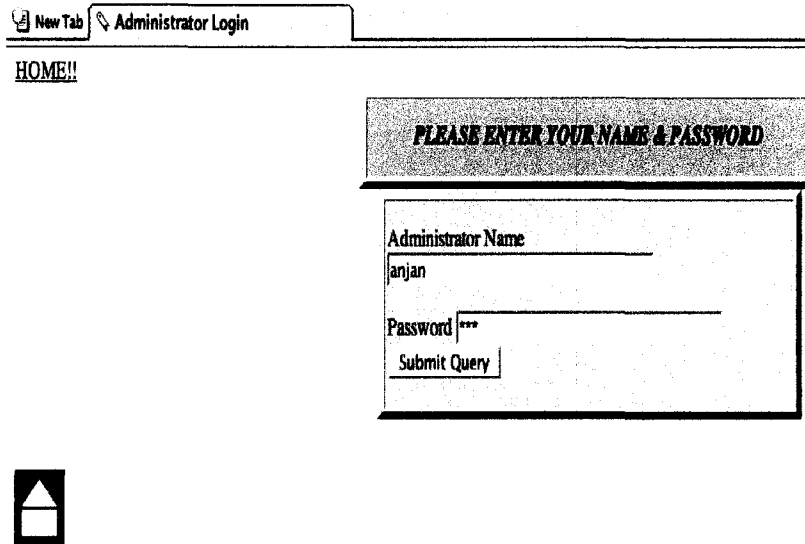 New Tab Administrator Login
HOME!!
PLEASE ENTER YOUR NAME & PASSWORD
Administrator Name
anjan
Password ***
Submit Query